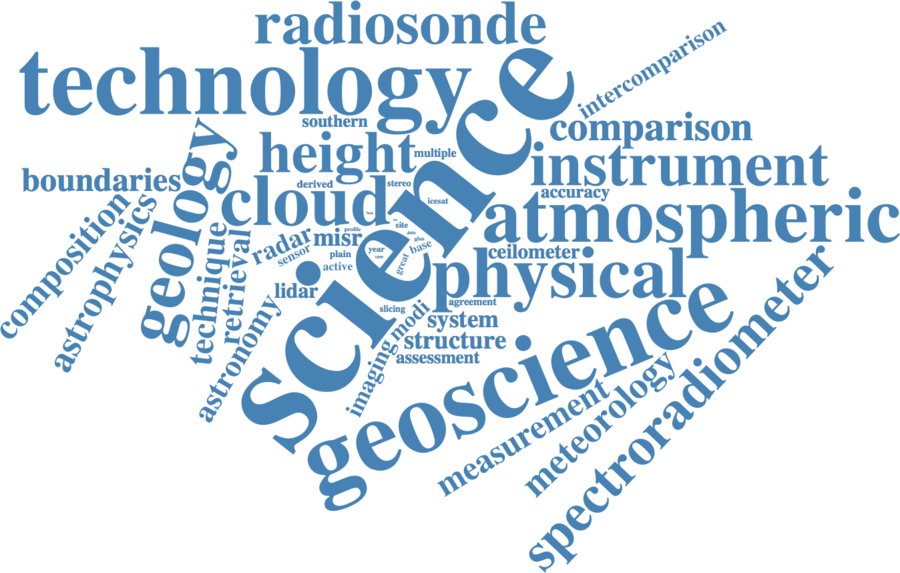 radiosonde
technology
intercomparison
science
southern
comparison
height
multiple
instrument
boundaries
geology
derived
stereo
accuracy
cloud
icesat
atmospheric
composition
astrophysics
technique
retrieval
radar
sensor
misr
profile
site
data
year
plain
active
great
base
ceilometer
physical
lidar
slicing
agreement
astronomy
imaging
modi
system
structure
assessment
geoscience
spectroradiometer
measurement
meteorology